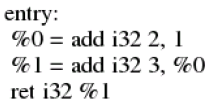 entry:
%0 = add i32 2, 1
%1 = add i32 3, %0
ret i32 %1